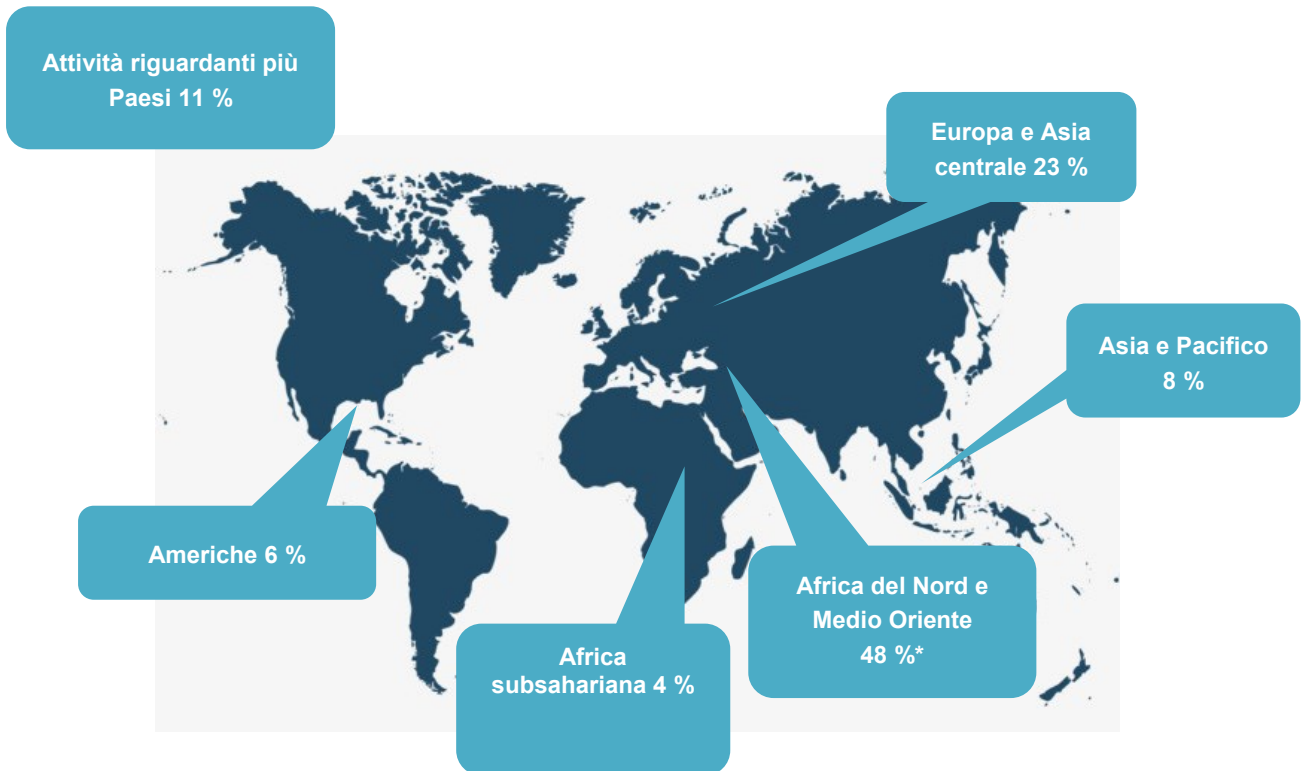 Attività riguardanti più
Paesi 11 %
Europa e Asia
centrale 23 %
Asia e Pacifico
8 %
Americhe 6 %
Africa del Nord e
Medio Oriente
48 %*
Africa
subsahariana 4 %